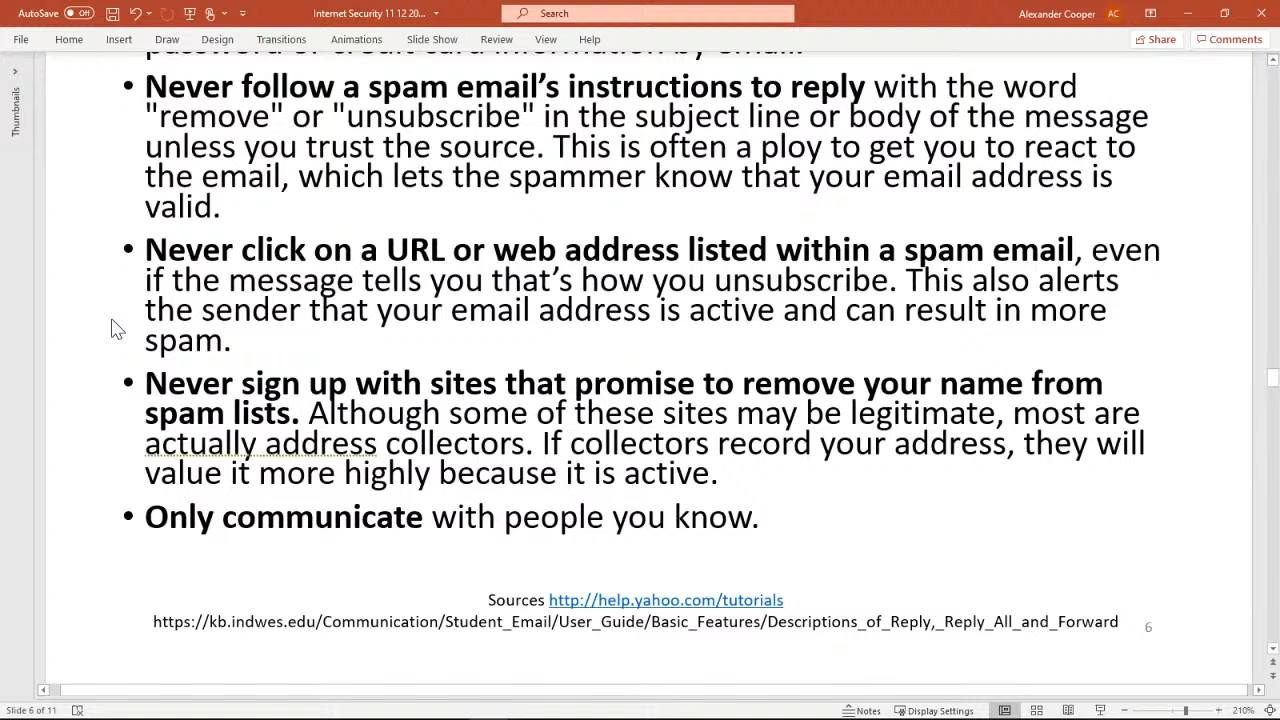 AutoSave Off Internet Security 11 12 20... Search Alexander Cooper AC
File Home Insert Draw Design Transitions Animations Slide Show Review View Help Share Comments
Thumbnails
password or credit card information by email.
• Never follow a spam email’s instructions to reply with the word
"remove" or "unsubscribe" in the subject line or body of the message
unless you trust the source. This is often a ploy to get you to react to
the email, which lets the spammer know that your email address is
valid.
• Never click on a URL or web address listed within a spam email, even
if the message tells you that’s how you unsubscribe. This also alerts
the sender that your email address is active and can result in more
spam.
• Never sign up with sites that promise to remove your name from
spam lists. Although some of these sites may be legitimate, most are
actually address collectors. If collectors record your address, they will
value it more highly because it is active.
• Only communicate with people you know.
Sources http://help.yahoo.com/tutorials
https://kb.indwes.edu/Communication/Student_Email/User_Guide/Basic_Features/Descriptions_of_Reply,_Reply_All_and_Forward 6
Slide 6 of 11 Notes Display Settings 210%